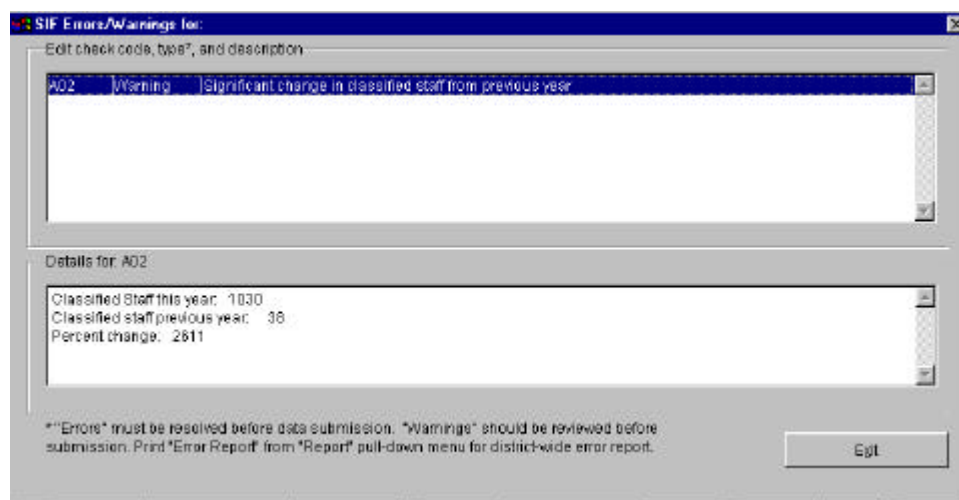 SIF Errors/Warnings for:
Edit check code, type*, and description
A02 Warning Significant change in classified staff from previous year
Details for: A02
Classified Staff this year: 1030
Classified staff previous year: 38
Percent change: 2611
*"Errors" must be resolved before data submission. "Warnings" should be reviewed before
submission. Print "Error Report" from "Report" pull-down menu for district-wide error report.
Exit